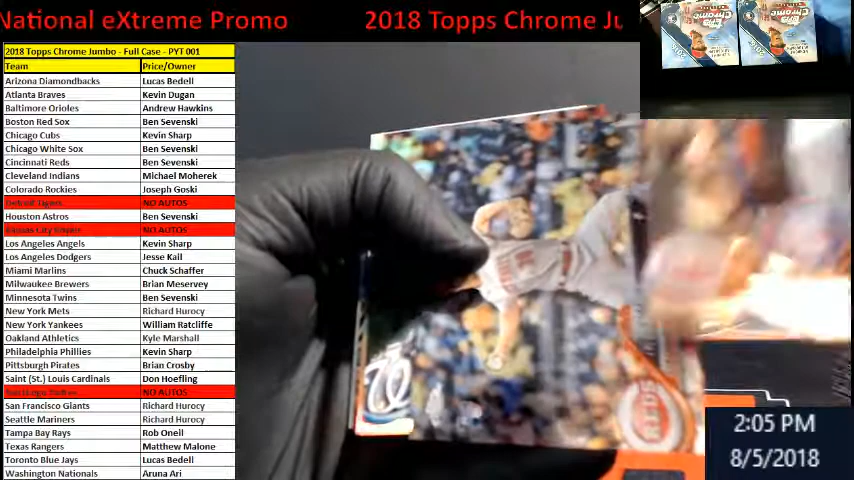 National eXtreme Promo
2018 Topps Chrome Ju
2018 Topps Chrome Jumbo - Full Case - PYT 001
Team Price/Owner
Arizona Diamondbacks Lucas Bedell
Atlanta Braves Kevin Dugan
Baltimore Orioles Andrew Hawkins
Boston Red Sox Ben Sevenski
Chicago Cubs Kevin Sharp
Chicago White Sox Ben Sevenski
Cincinnati Reds Ben Sevenski
Cleveland Indians Michael Moherek
Colorado Rockies Joseph Goski
Detroit Tigers NO AUTOS
Houston Astros Ben Sevenski
Kansas City Royals NO AUTOS
Los Angeles Angels Kevin Sharp
Los Angeles Dodgers Jesse Kail
Miami Marlins Chuck Schaffer
Milwaukee Brewers Brian Meservey
Minnesota Twins Ben Sevenski
New York Mets Richard Hurocy
New York Yankees William Ratcliffe
Oakland Athletics Kyle Marshall
Philadelphia Phillies Kevin Sharp
Pittsburgh Pirates Brian Crosby
Saint (St.) Louis Cardinals Don Hoefling
NO AUTOS
San Francisco Giants Richard Hurocy
Seattle Mariners Richard Hurocy
Tampa Bay Rays Rob Oneil
Texas Rangers Matthew Malone
Toronto Blue Jays Lucas Bedell
Washington Nationals Aruna Ari
REDS
2:05 PM
8/5/2018